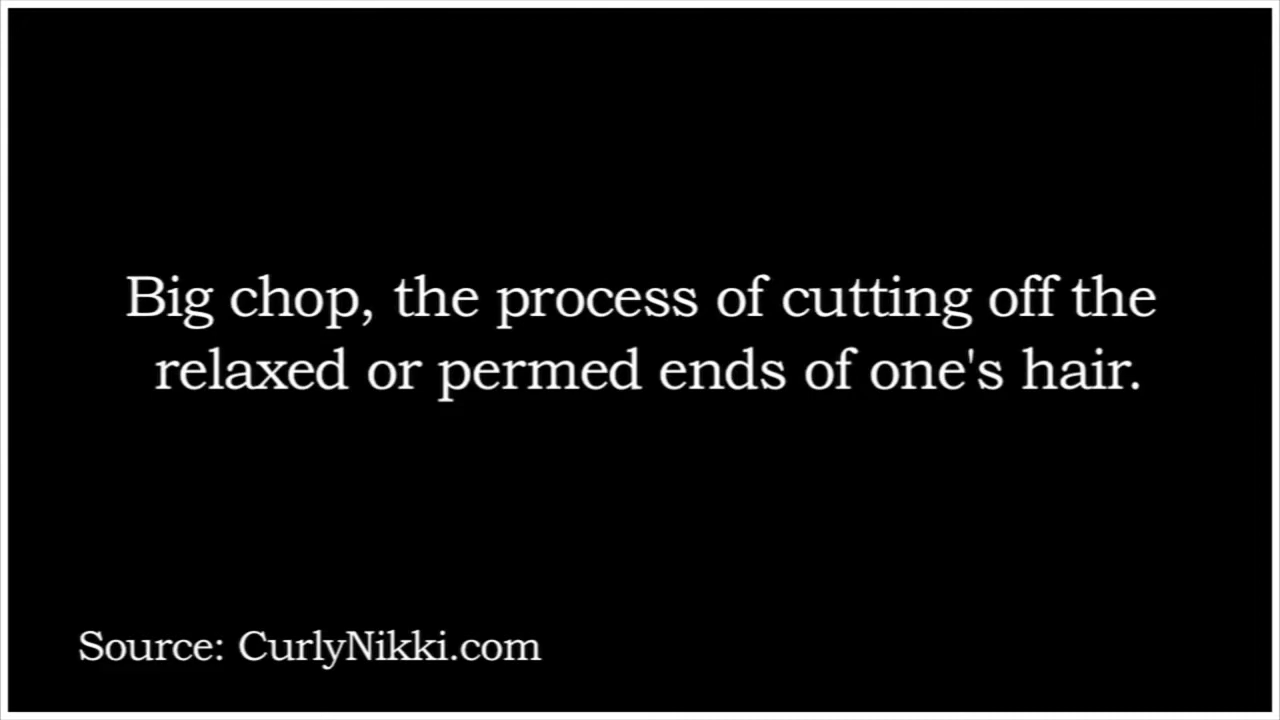 Big chop, the process of cutting off the
relaxed or permed ends of one's hair.
Source: CurlyNikki.com